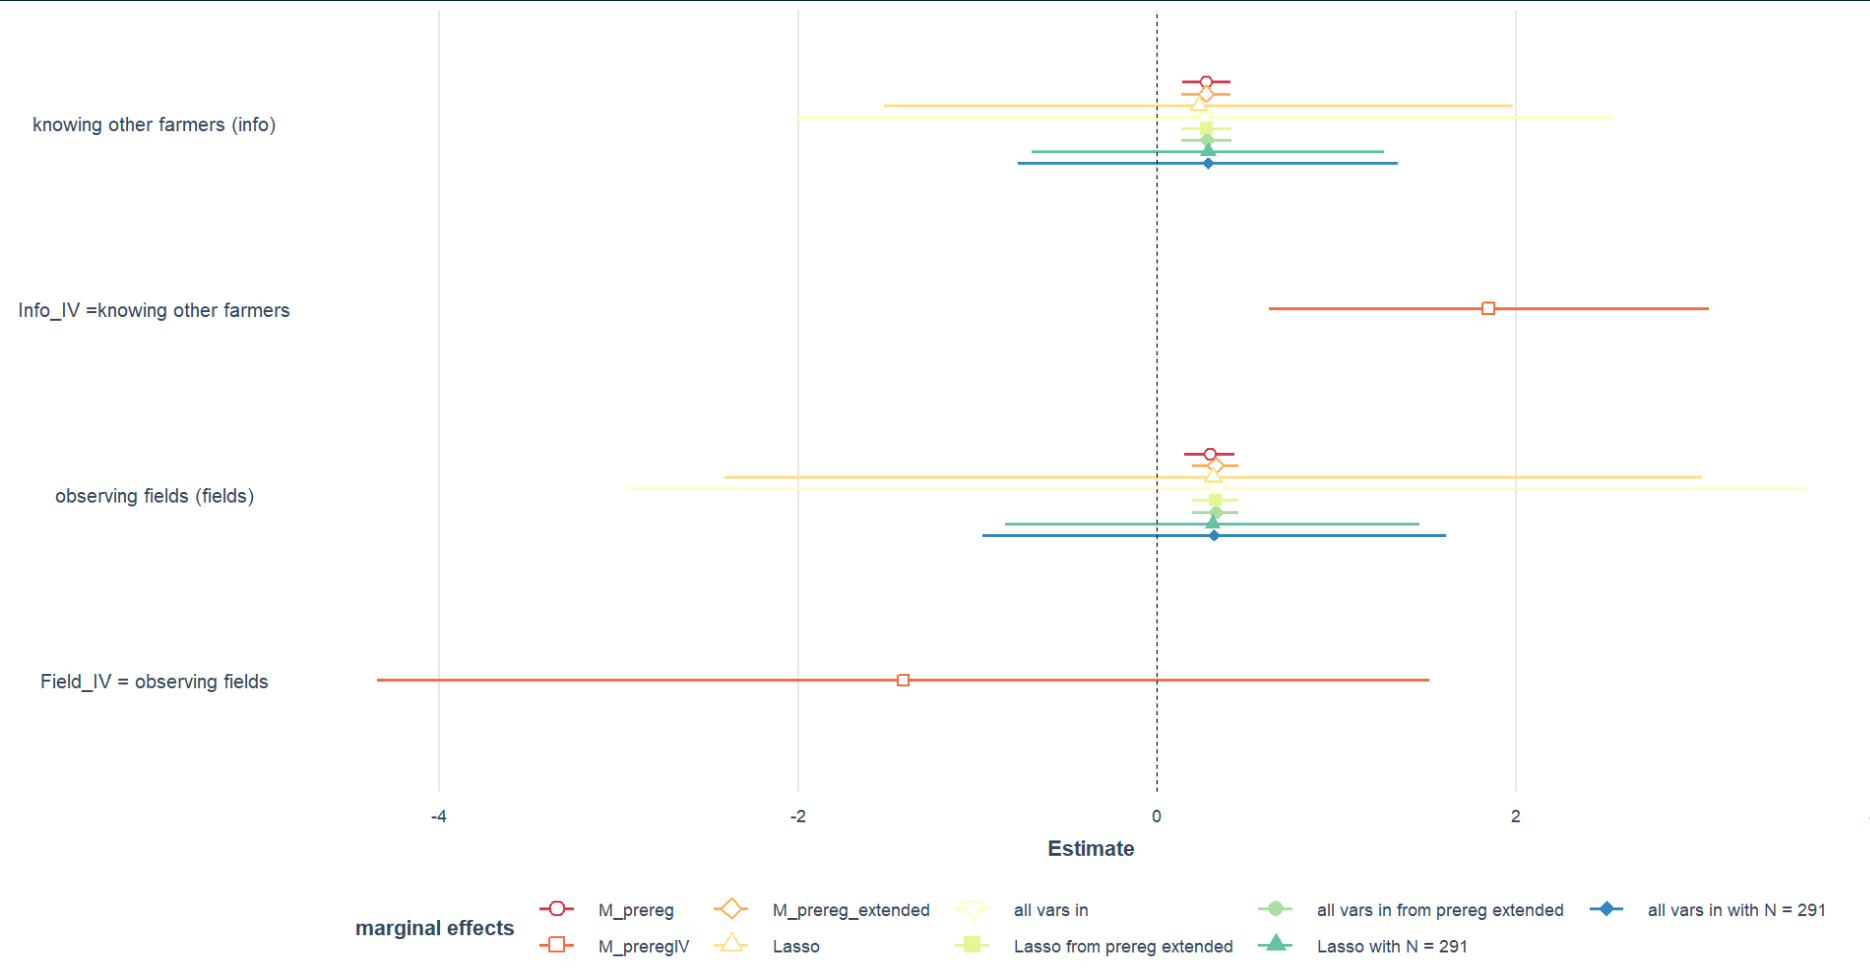 knowing other farmers (info)
Info_IV =knowing other farmers
observing fields (fields)
Field_IV = observing fields
-4 -2 0 2
Estimate
marginal effects
M_prereg M_prereg_extended all vars in all vars in from prereg extended all vars in with N = 291
M_preregIV Lasso Lasso from prereg extended Lasso with N = 291